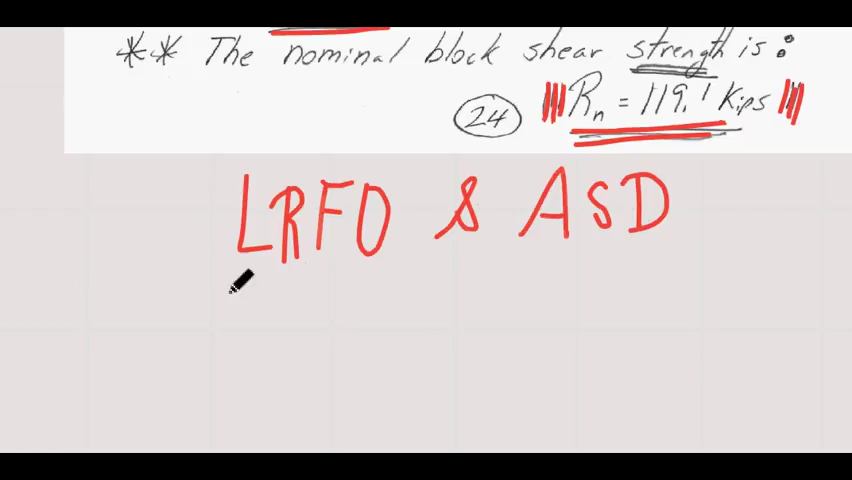 ** The nominal block shear strength is :
24 Rn = 119.1 Kips
LRFD & ASD